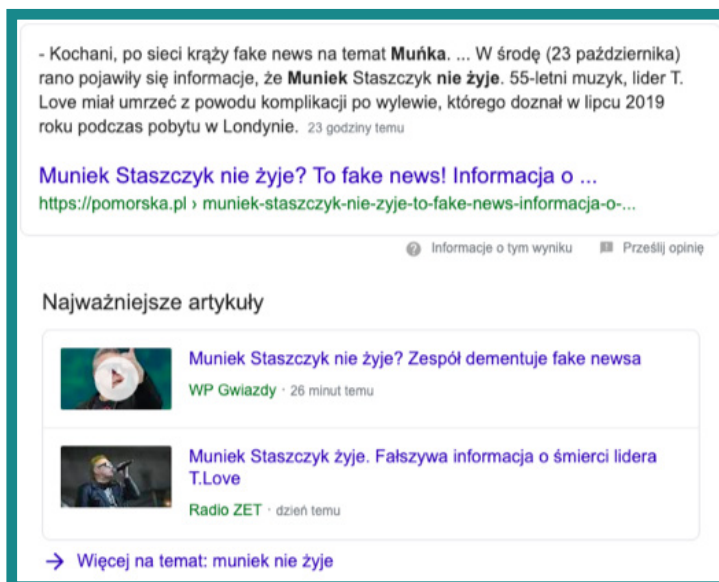 - Kochani, po sieci krąży fake news na temat Muńka. ... W środę (23 października)
rano pojawiły się informacje, że Muniek Staszczyk nie żyje. 55-letni muzyk, lider T.
Love miał umrzeć z powodu komplikacji po wylewie, którego doznał w lipcu 2019
roku podczas pobytu w Londynie. 23 godziny temu
Muniek Staszczyk nie żyje? To fake news! Informacja o ...
https://pomorska.pl › muniek-staszczyk-nie-zyje-to-fake-news-informacja-o-...
Informacje o tym wyniku Prześlij opinię
Najważniejsze artykuły
Muniek Staszczyk nie żyje? Zespół dementuje fake newsa
WP Gwiazdy · 26 minut temu
Muniek Staszczyk żyje. Fałszywa informacja o śmierci lidera
T.Love
Radio ZET · dzień temu
→ Więcej na temat: muniek nie żyje